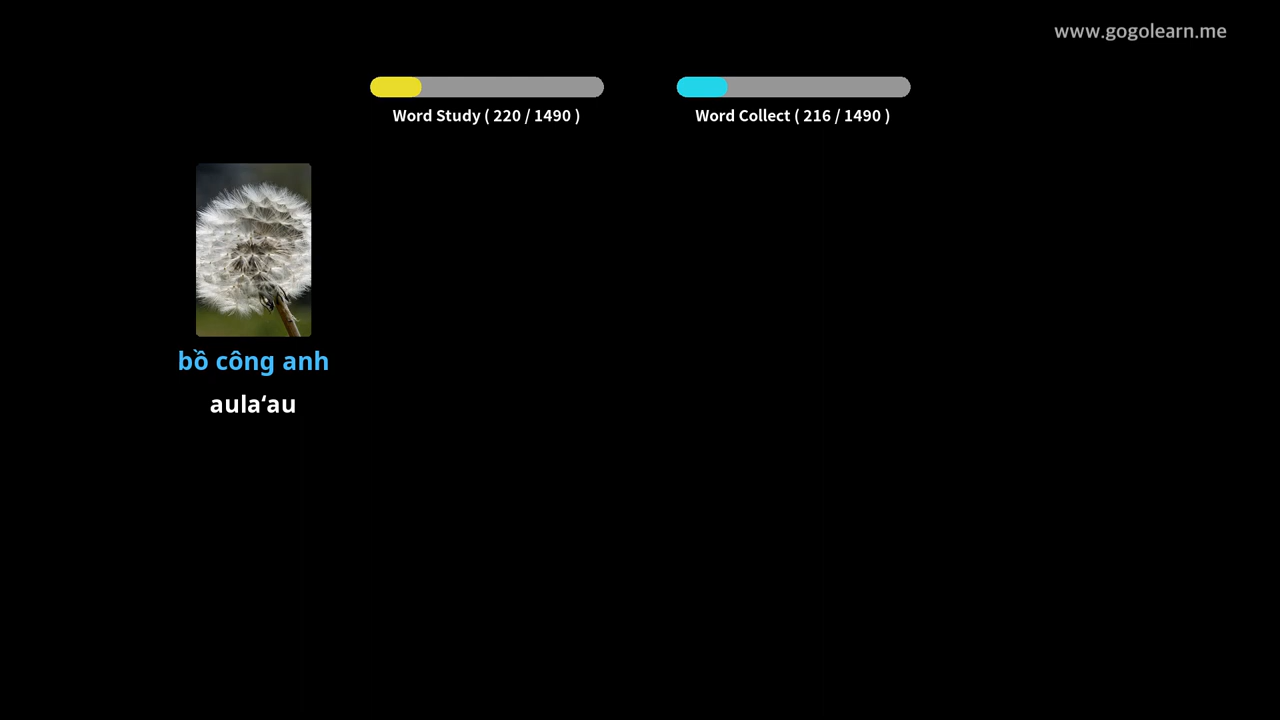 www.gogolearn.me
Word Study ( 220 / 1490 )
Word Collect ( 216 / 1490 )
bồ công anh
aulaʻau